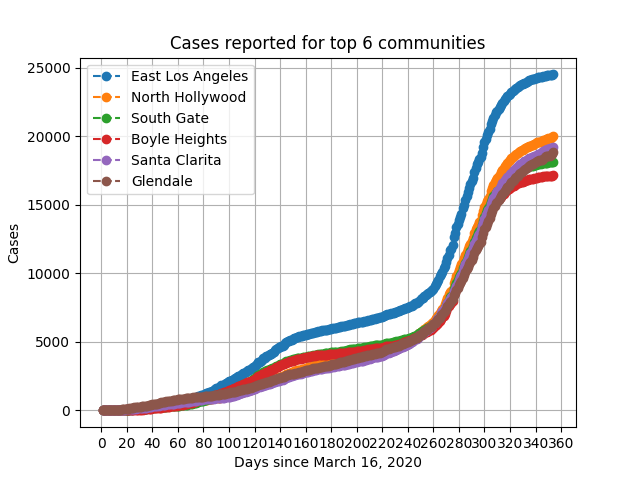 Cases reported for top 6 communities
25000
20000
15000
10000
5000
0
Cases
East Los Angeles
North Hollywood
South Gate
Boyle Heights
Santa Clarita
Glendale
0 20 40 60 80 100 120 140 160 180 200 220 240 260 280 300 320 340 360
Days since March 16, 2020